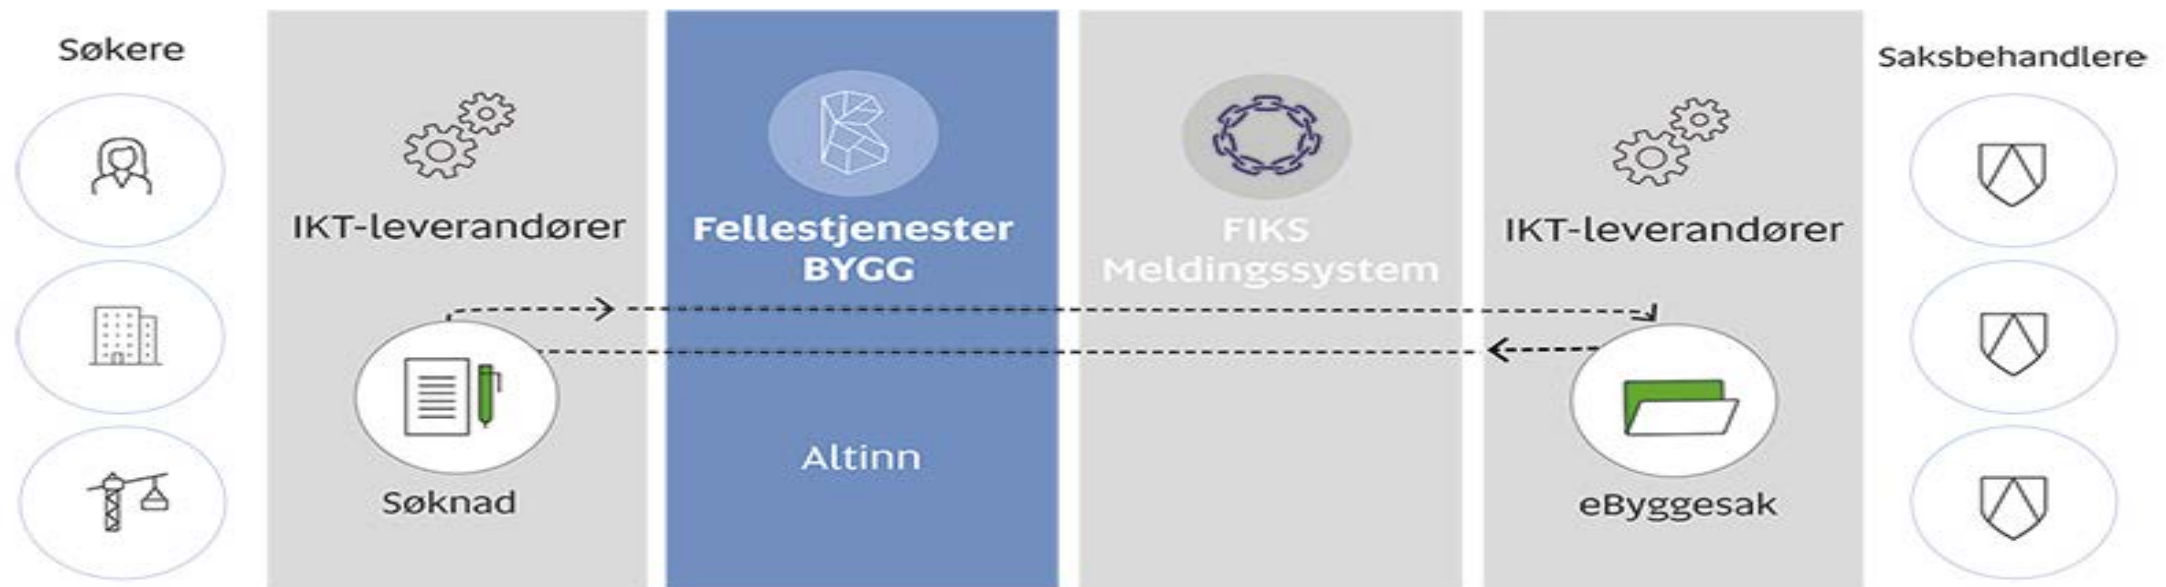 Søkere
IKT-leverandører
Søknad
Fellestjenester
BYGG
Altinn
FIKS
Meldingssystem
IKT-leverandører
eByggesak
Saksbehandlere